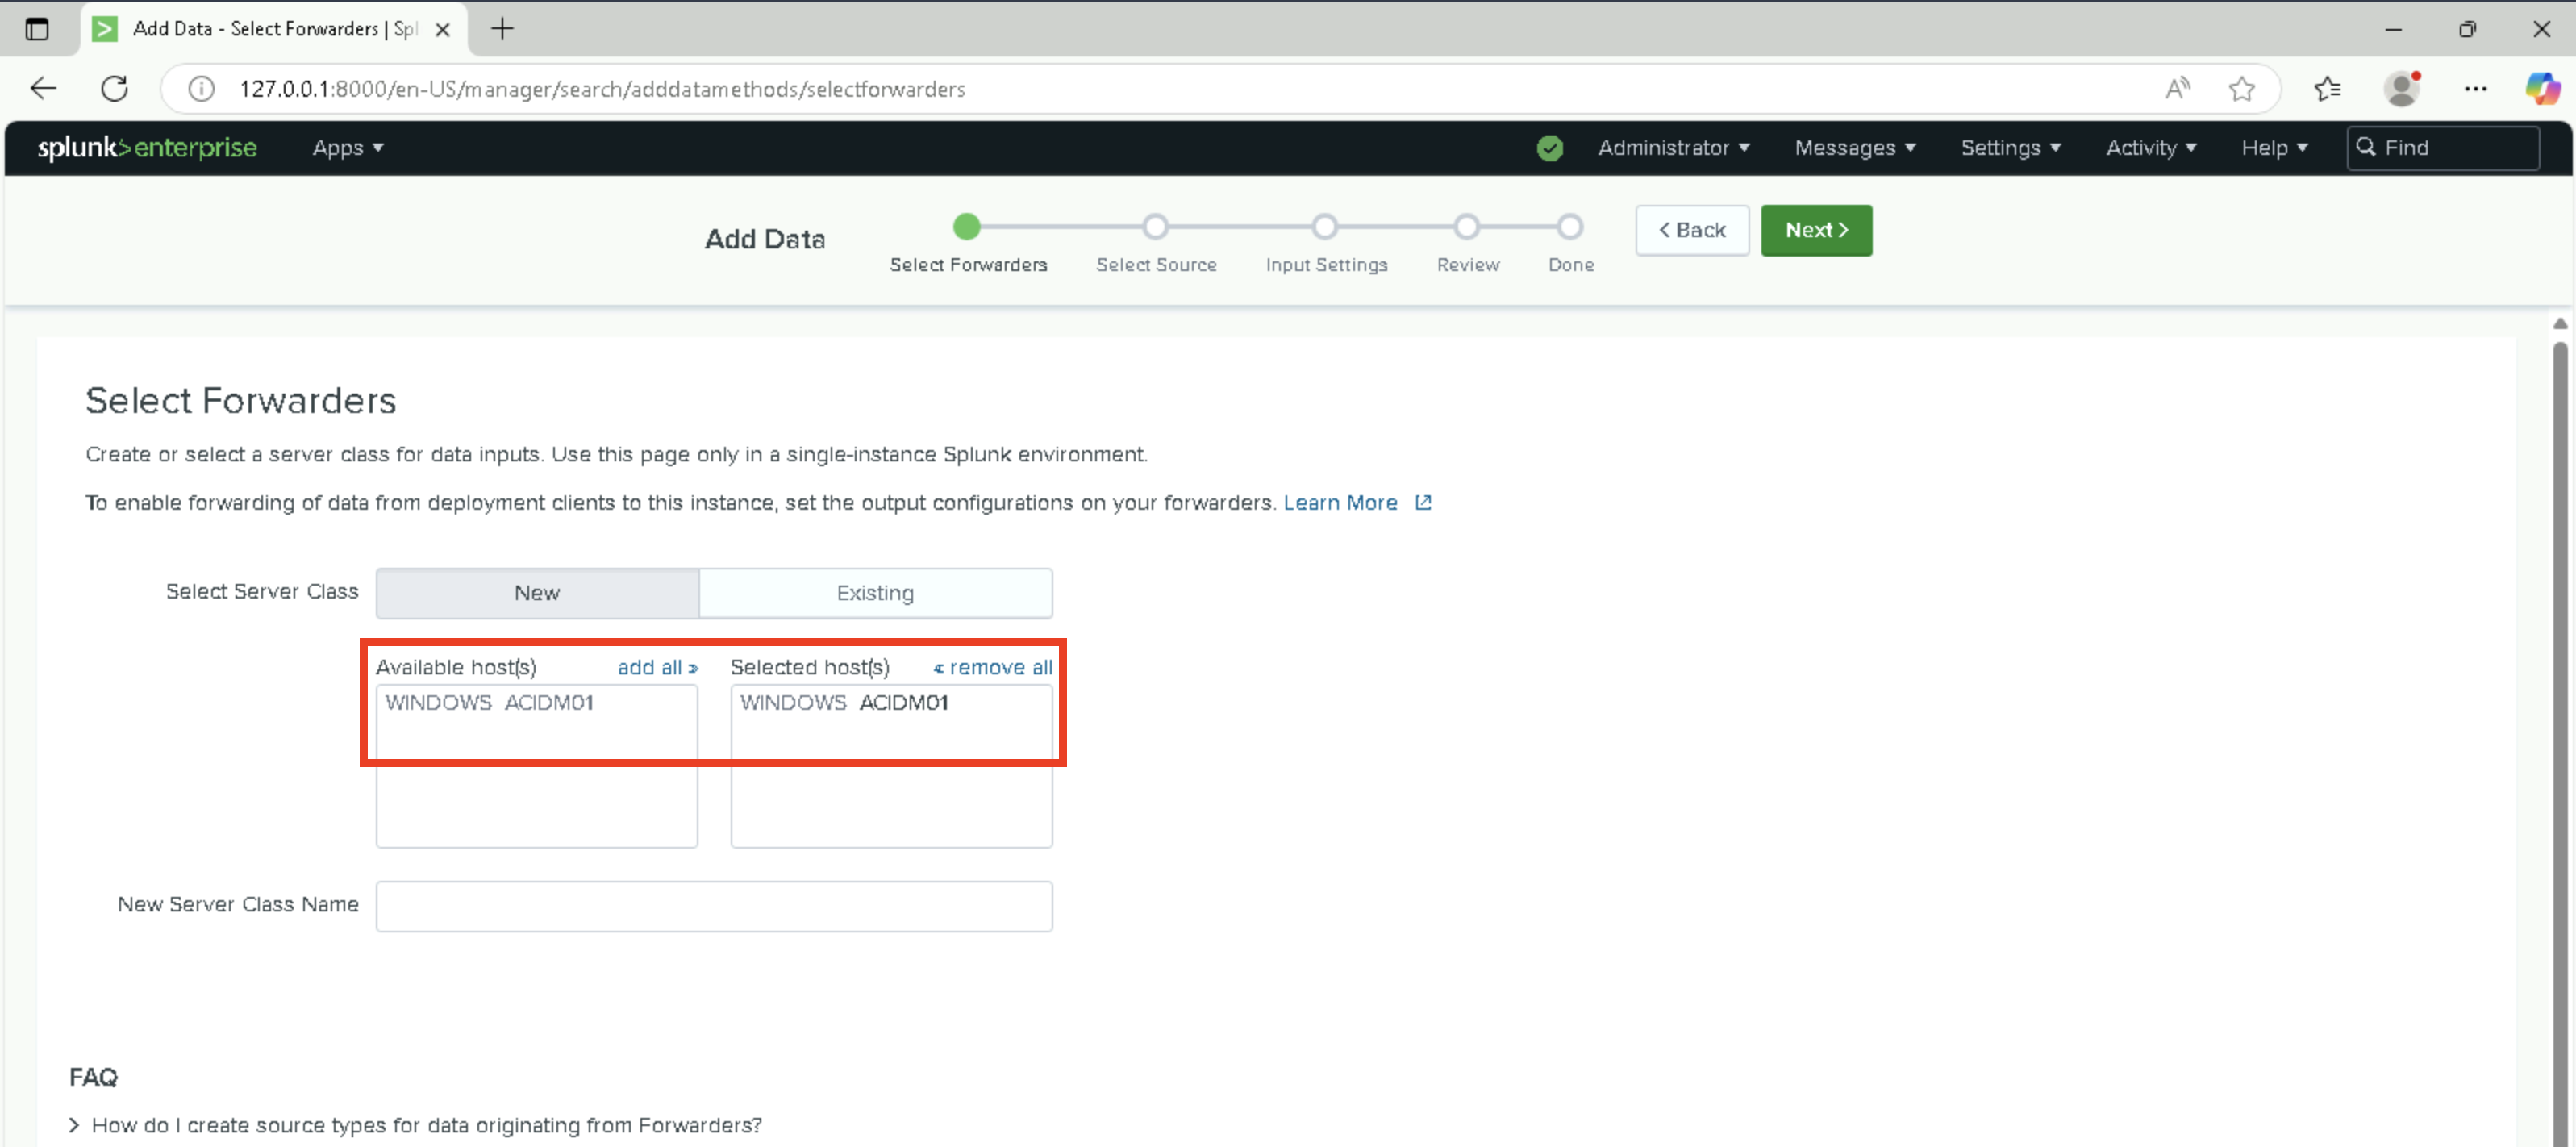 Add Data - Select Forwarders | Spl
127.0.0.1:8000/en-US/manager/search/adddatamethods/selectforwarders
splunk>enterprise Apps Administrator Messages Settings Activity Help Find
Add Data
Select Forwarders Select Source Input Settings Review Done
< Back Next >
Select Forwarders
Create or select a server class for data inputs. Use this page only in a single-instance Splunk environment.
To enable forwarding of data from deployment clients to this instance, set the output configurations on your forwarders. Learn More
Select Server Class New Existing
Available host(s) add all » Selected host(s) « remove all
WINDOWS ACIDM01 WINDOWS ACIDM01
New Server Class Name
FAQ
> How do I create source types for data originating from Forwarders?